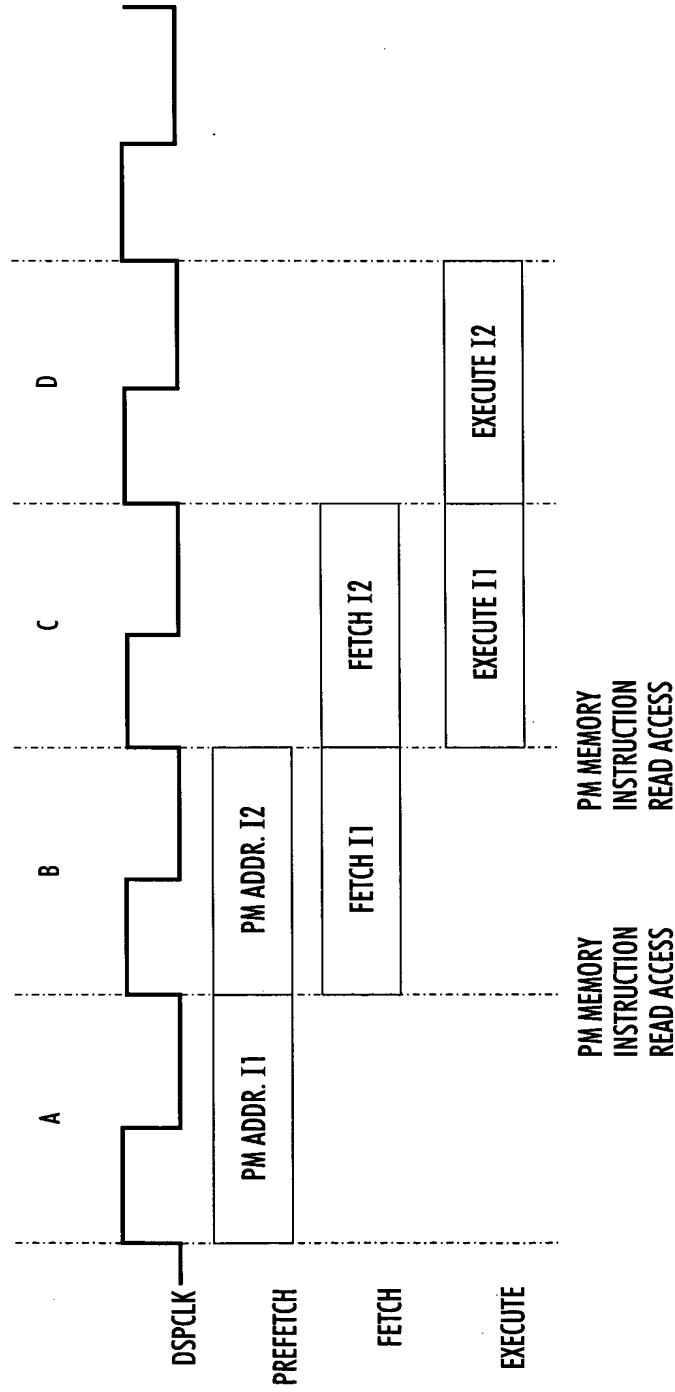 A
B
C
D
DSPCLK
PREFETCH
PM ADDR. I1
PM ADDR. I2
FETCH
FETCH I1
FETCH I2
EXECUTE
EXECUTE I1
EXECUTE I2
PM MEMORY
INSTRUCTION
READ ACCESS
PM MEMORY
INSTRUCTION
READ ACCESS